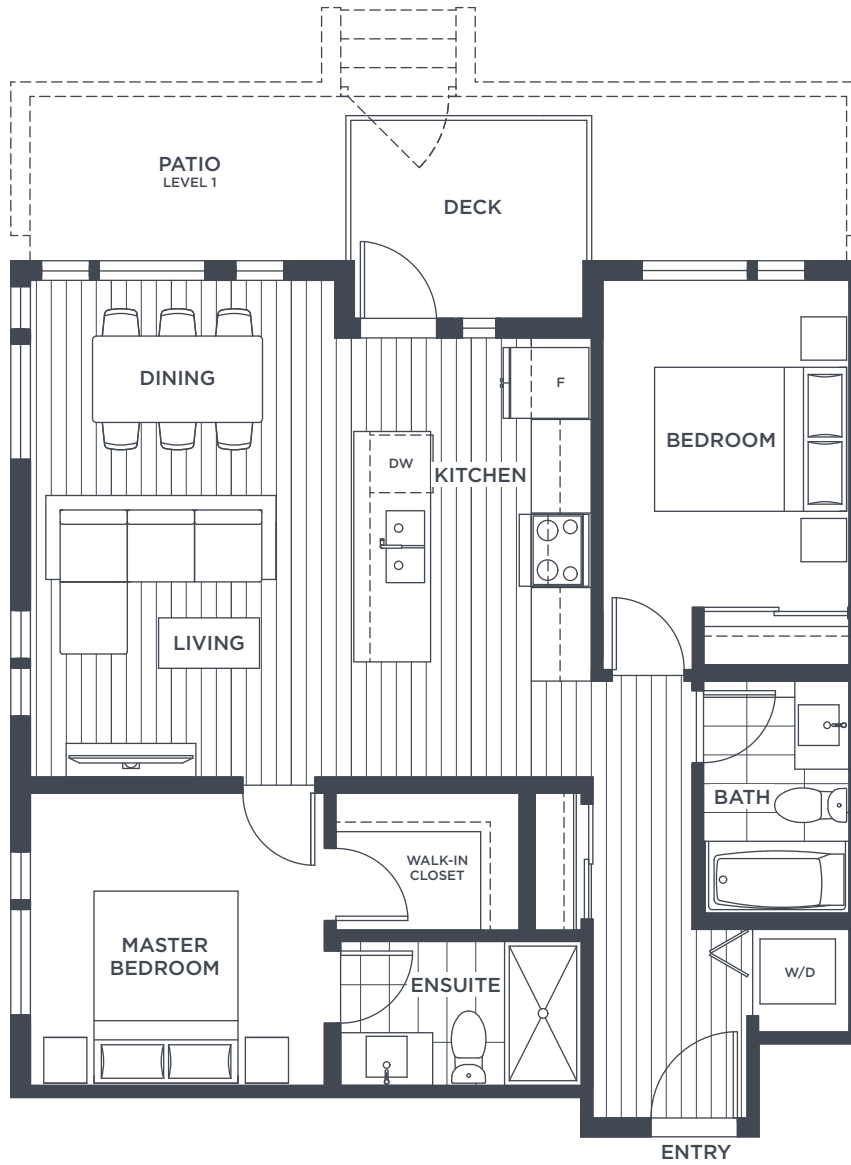 PATIO
LEVEL 1
DECK
DINING
F
BEDROOM
DW
KITCHEN
LIVING
BATH
WALK-IN
CLOSET
MASTER
BEDROOM
ENSUITE
W/D
ENTRY